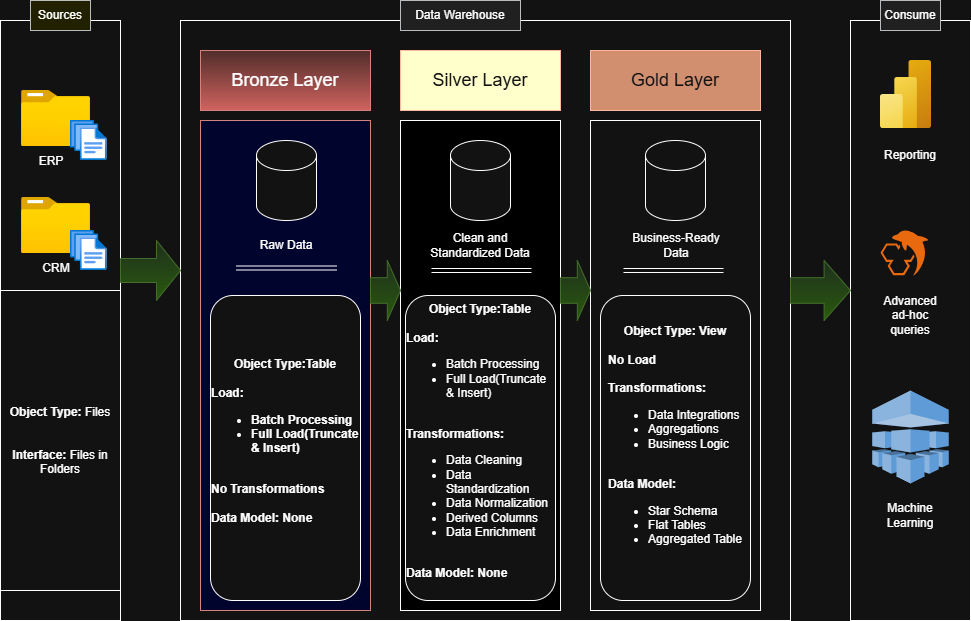 Sources
Data Warehouse
Consume
Bronze Layer
Silver Layer
Gold Layer
ERP
CRM
Object Type: Files
Interface: Files in
Folders
Raw Data
Object Type:Table
Load:
Batch Processing
Full Load(Truncate
& Insert)
No Transformations
Data Model: None
Clean and
Standardized Data
Object Type:Table
Load:
Batch Processing
Full Load(Truncate
& Insert)
Transformations:
Data Cleaning
Data
Standardization
Data Normalization
Derived Columns
Data Enrichment
Data Model: None
Business-Ready
Data
Object Type: View
No Load
Transformations:
Data Integrations
Aggregations
Business Logic
Data Model:
Star Schema
Flat Tables
Aggregated Table
Reporting
Advanced
ad-hoc
queries
Machine
Learning